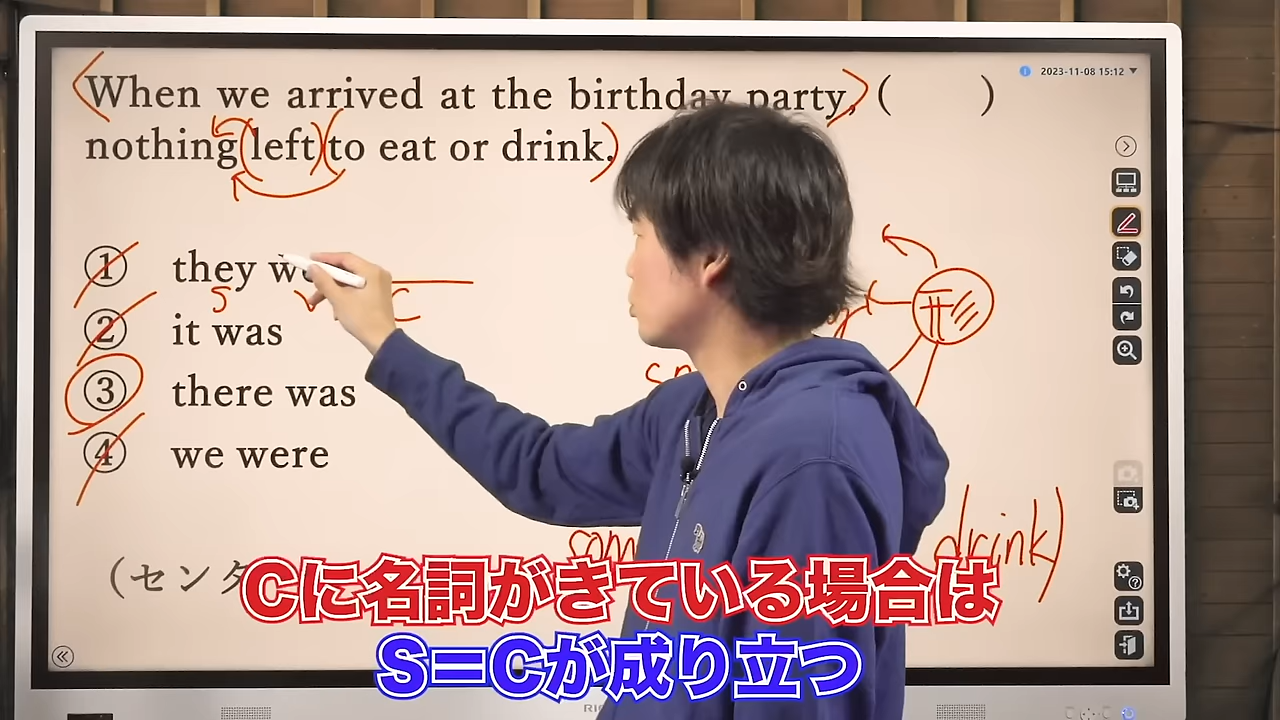 When we arrived at the birthday party, ( )
nothing left to eat or drink.
① they we
S V C
② it was
③ there was
④ we were
drink)
(センタ
Cに名詞がきている場合は
S=Cが成り立つ
2023-11-08 15:12